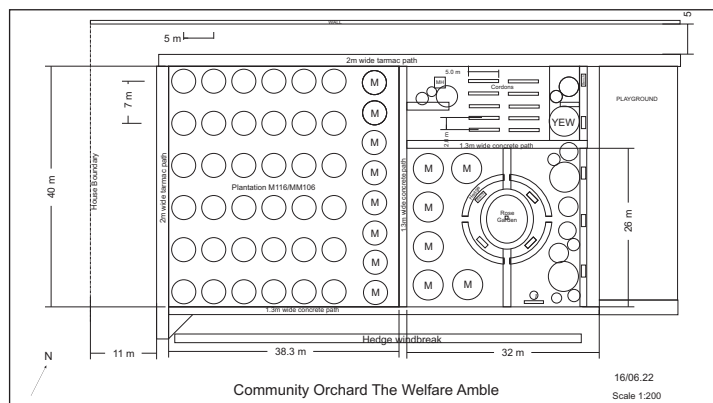 WALL
5
5 m
2m wide tarmac path
5.0 m
MH
M
Cordons
PLAYGROUND
7 m
M
YEW
M
1.3m wide concrete path
House Boundary
40 m
2m wide tarmac path
M
M
M
Plantation M116/MM106
1.3m wide concrete path
26 m
M
M
Rose
Garden
M
M
M
M
M
M
M
1.3m wide concrete path
Hedge windbreak
11 m
38.3 m
32 m
N
16/06.22
Community Orchard The Welfare Amble
Scale 1:200